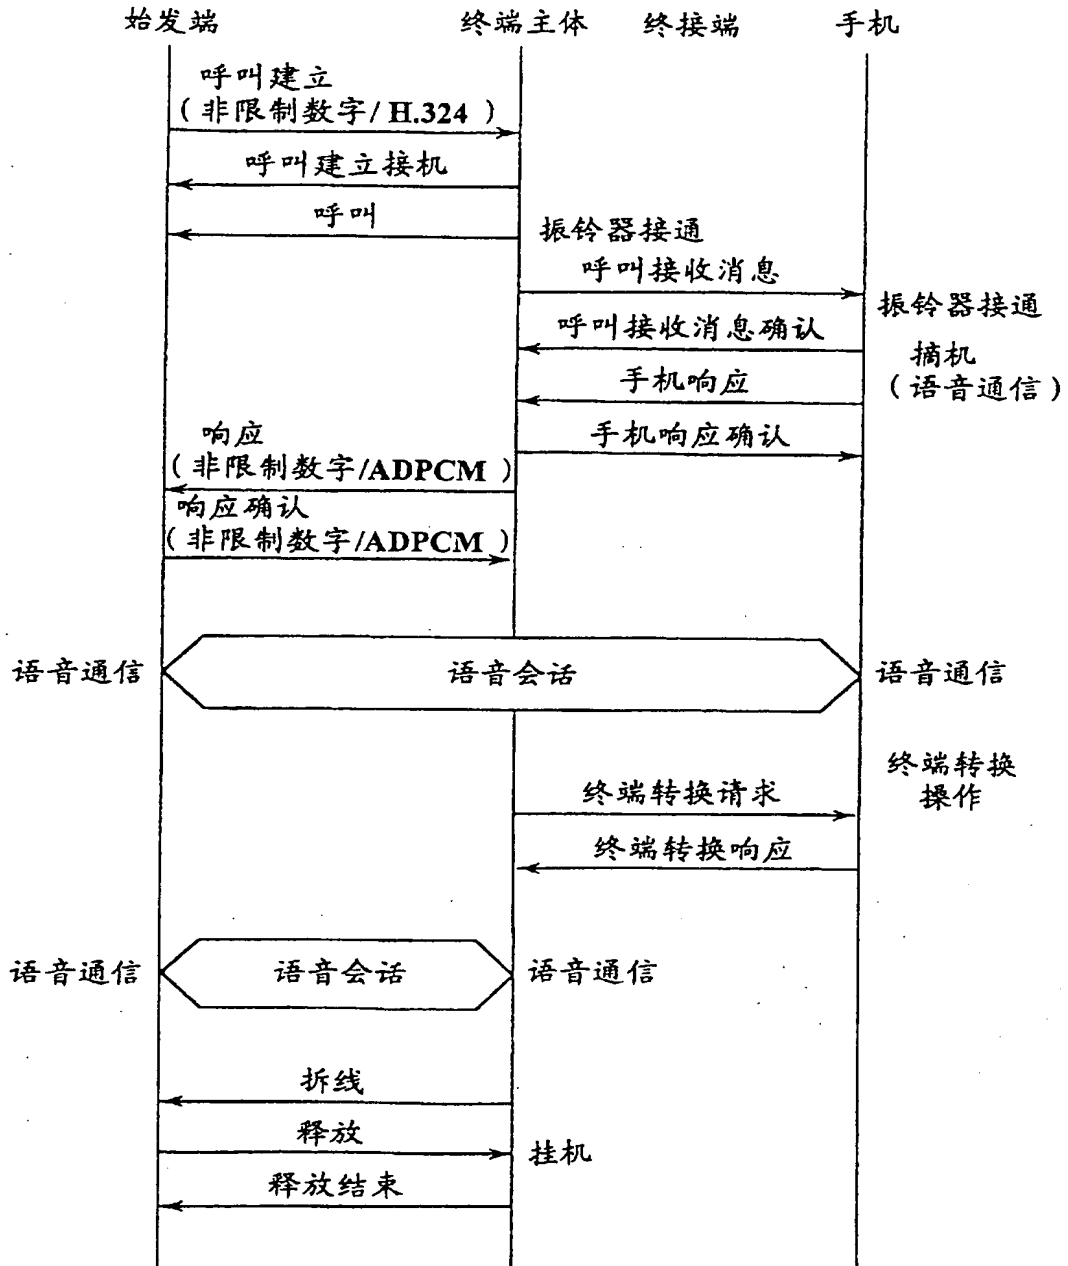 始发端 终端主体 终接端 手机
呼叫建立
(非限制数字/ H.324 )
呼叫建立接机
呼叫
振铃器接通
呼叫接收消息
振铃器接通
呼叫接收消息确认
摘机
(语音通信)
手机响应
手机响应确认
响应
(非限制数字/ADPCM )
响应确认
(非限制数字/ADPCM )
语音通信 语音会话 语音通信
终端转换
操作
终端转换请求
终端转换响应
语音通信 语音会话 语音通信
拆线
释放
挂机
释放结束